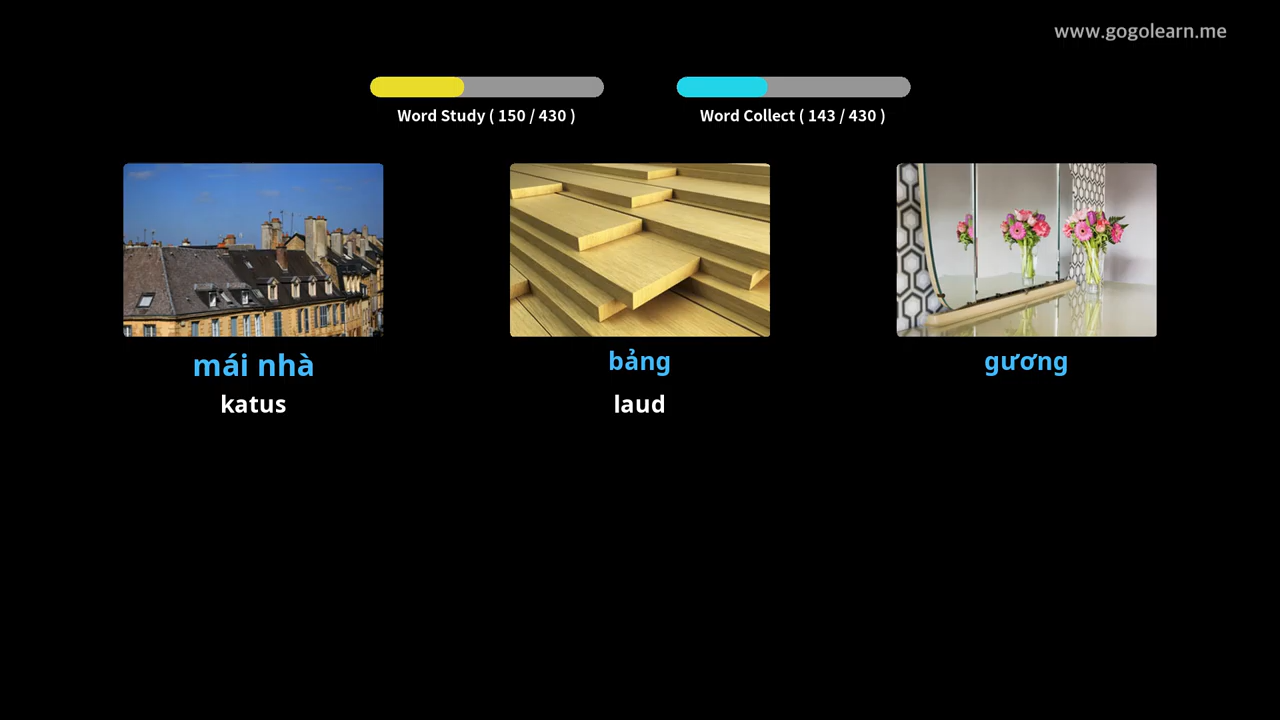 www.gogolearn.me
Word Study ( 150 / 430 )
Word Collect ( 143 / 430 )
mái nhà
bảng
gương
katus
laud